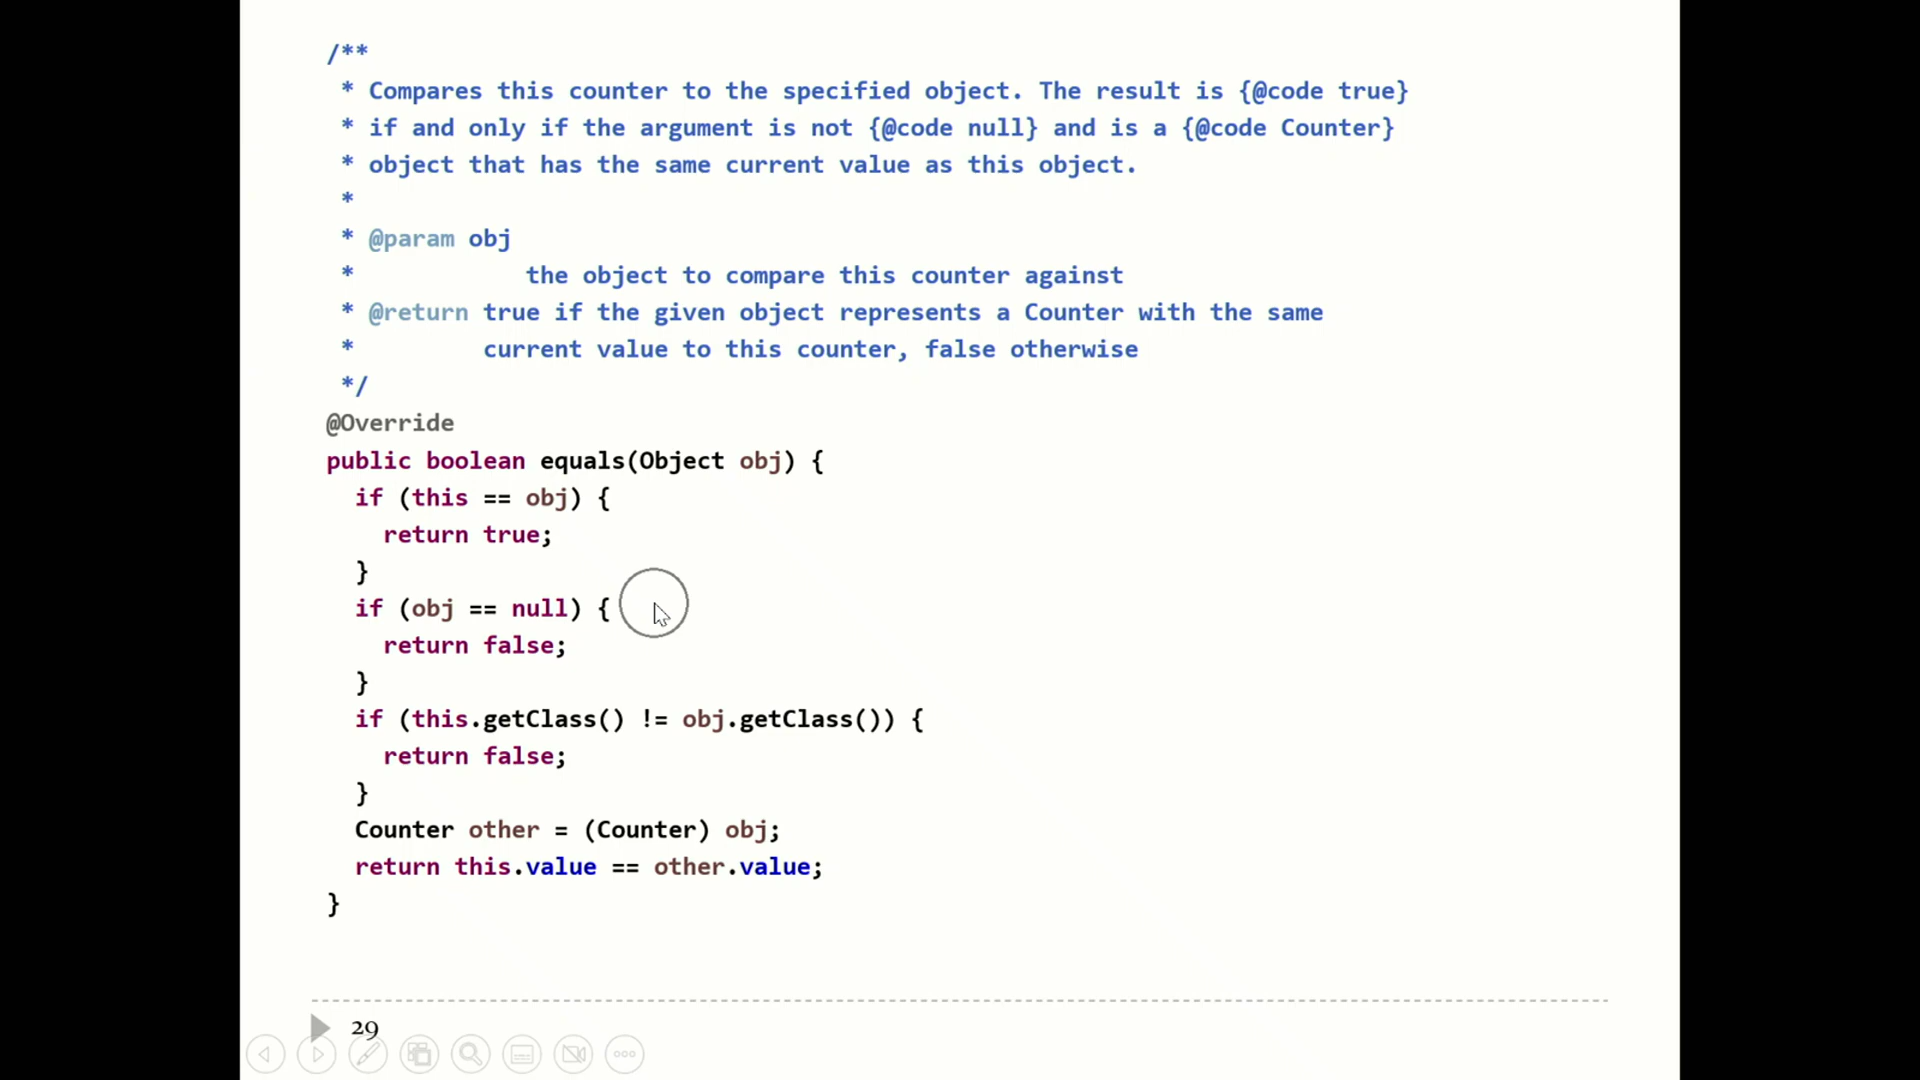 /**
 * Compares this counter to the specified object. The result is {@code true}
 * if and only if the argument is not {@code null} and is a {@code Counter}
 * object that has the same current value as this object.
 *
 * @param obj
 *            the object to compare this counter against
 * @return true if the given object represents a Counter with the same
 *         current value to this counter, false otherwise
 */
@Override
public boolean equals(Object obj) {
  if (this == obj) {
    return true;
  }
  if (obj == null) {
    return false;
  }
  if (this.getClass() != obj.getClass()) {
    return false;
  }
  Counter other = (Counter) obj;
  return this.value == other.value;
}
29